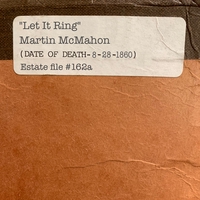 "Let It Ring"
Martin McMahon
(DATE OF DEATH-8-28-1860)
Estate file #162a